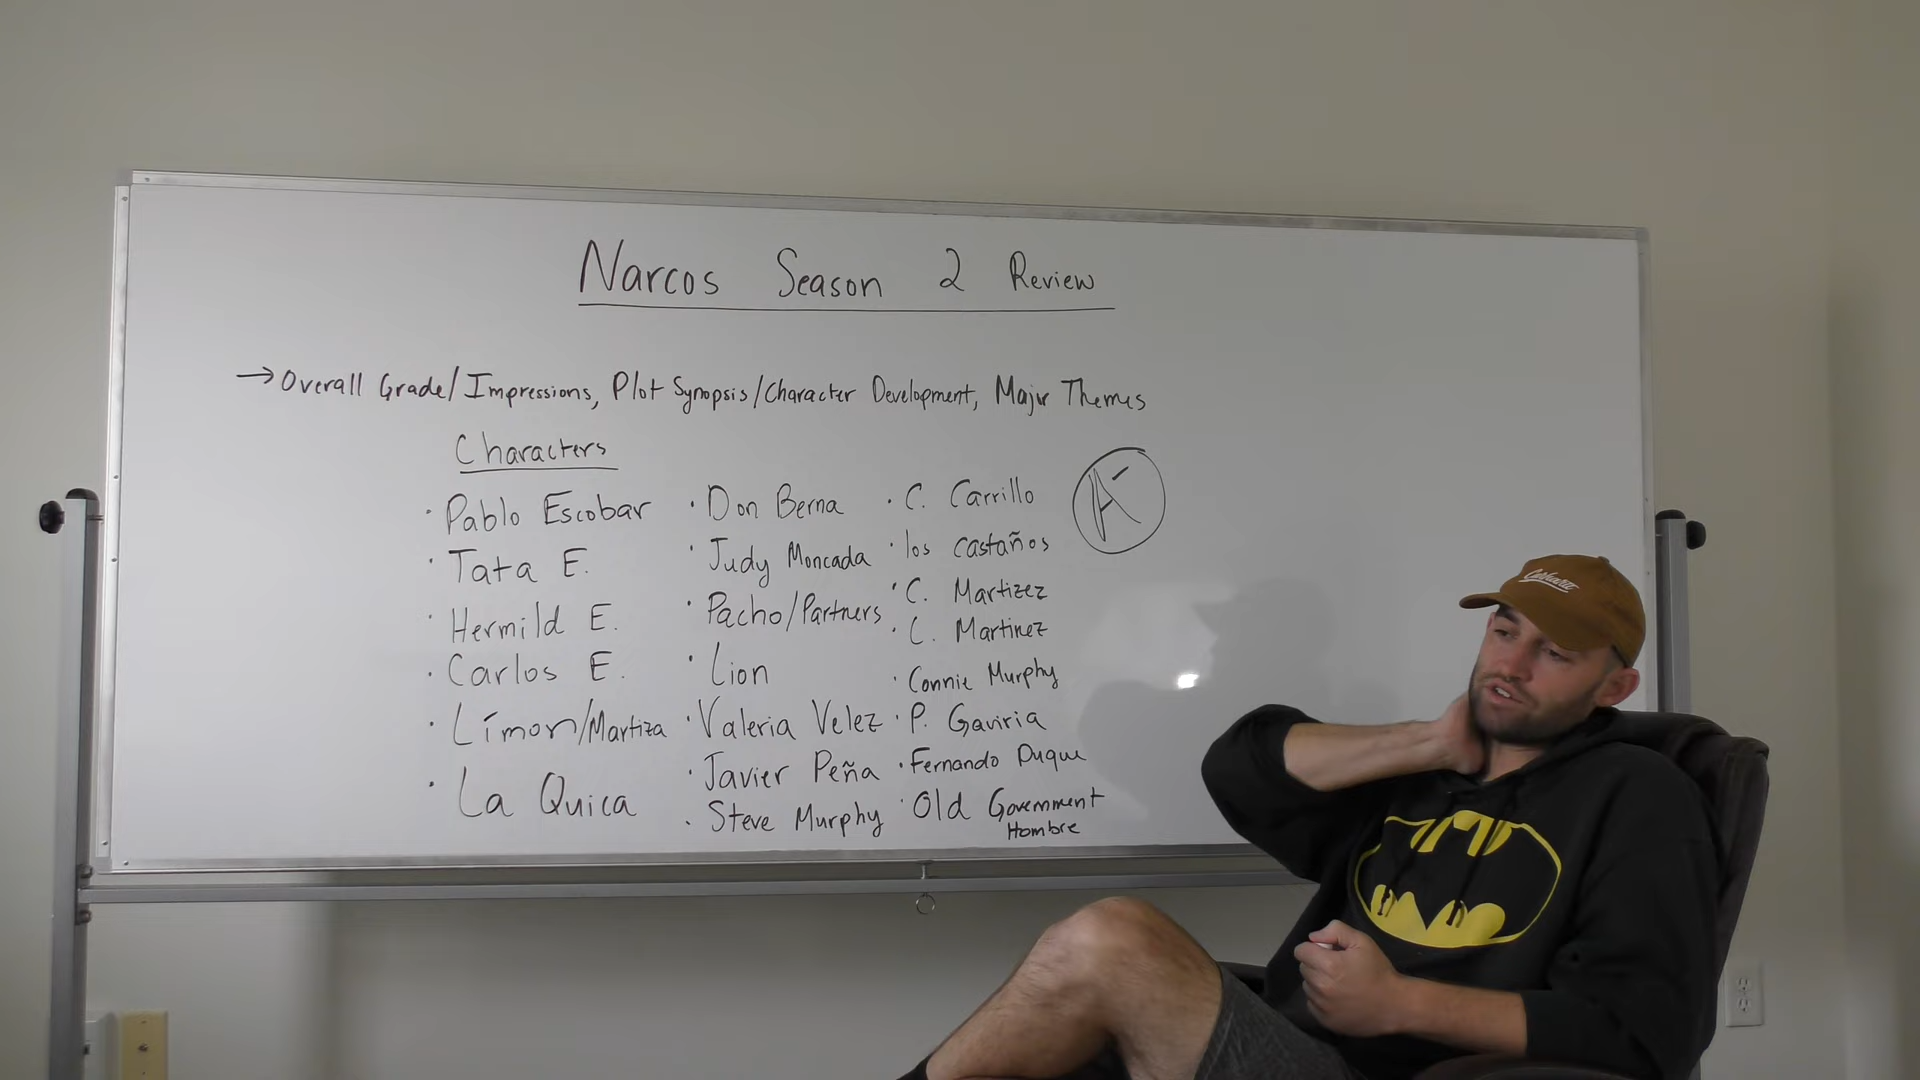 Narcos Season 2 Review
→ Overall Grade/Impressions, Plot Synopsis/Character Development, Major Themes
Characters
• Pablo Escobar
• Tata E.
• Hermild E.
• Carlos E.
• Límon/Martiza
• La Quica
• Don Berna
• Judy Moncada
• Pacho/Partners
• Lion
• Valeria Velez
• Javier Peña
• Steve Murphy
• C. Carrillo
• los castaños
• C. Martizez
• C. Martinez
• Connie Murphy
• P. Gaviria
• Fernando Duque
• Old Government
Hombre
A-
Carhartt